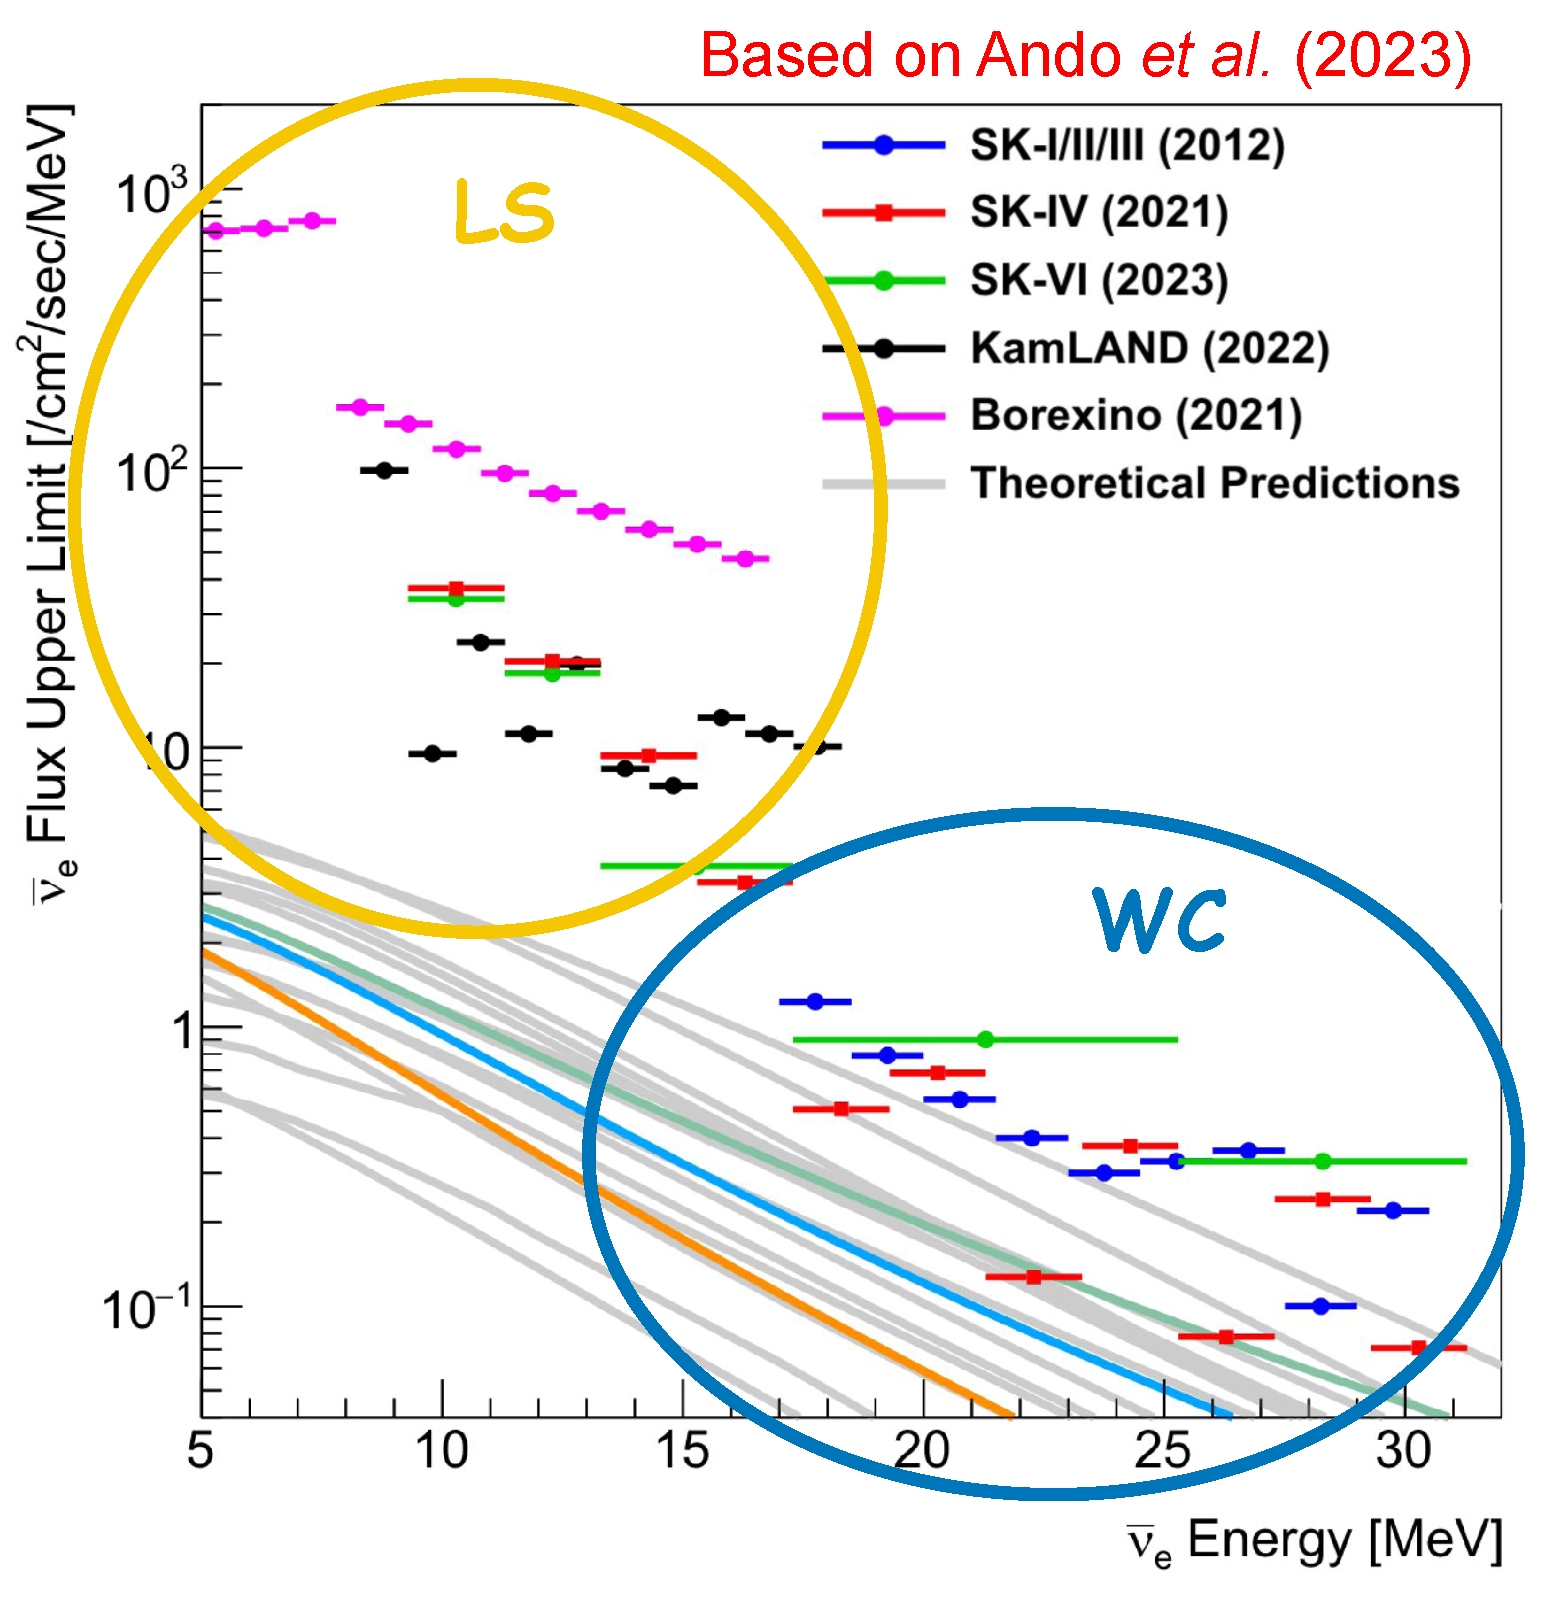 Based on Ando et al. (2023)
ν̅e Flux Upper Limit [/cm²/sec/MeV]
LS
SK-I/II/III (2012)
SK-IV (2021)
SK-VI (2023)
KamLAND (2022)
Borexino (2021)
Theoretical Predictions
10³
10²
10
1
10⁻¹
WC
5 10 15 20 25 30
ν̅e Energy [MeV]